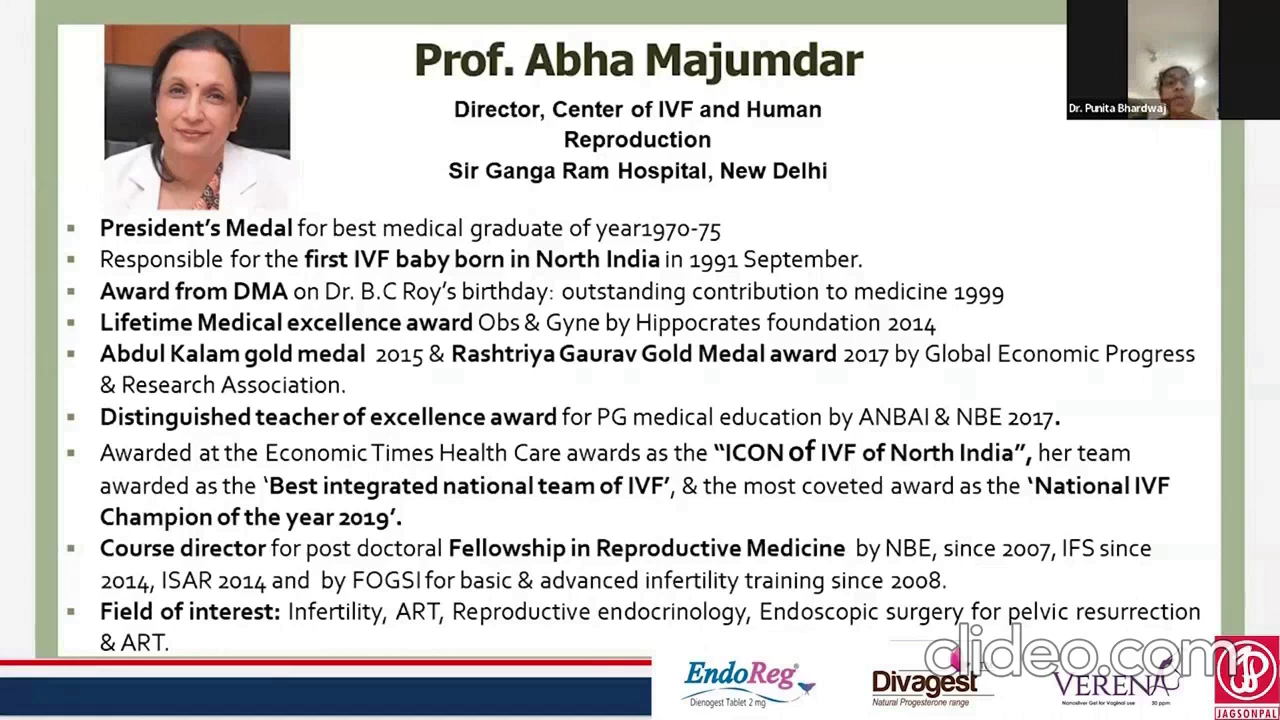 Prof. Abha Majumdar
Director, Center of IVF and Human
Reproduction
Sir Ganga Ram Hospital, New Delhi
Dr. Punita Bhardwaj
▪ President's Medal for best medical graduate of year1970-75
▪ Responsible for the first IVF baby born in North India in 1991 September.
▪ Award from DMA on Dr. B.C Roy's birthday: outstanding contribution to medicine 1999
▪ Lifetime Medical excellence award Obs & Gyne by Hippocrates foundation 2014
▪ Abdul Kalam gold medal 2015 & Rashtriya Gaurav Gold Medal award 2017 by Global Economic Progress
& Research Association.
▪ Distinguished teacher of excellence award for PG medical education by ANBAI & NBE 2017.
▪ Awarded at the Economic Times Health Care awards as the "ICON of IVF of North India", her team
awarded as the 'Best integrated national team of IVF', & the most coveted award as the 'National IVF
Champion of the year 2019'.
▪ Course director for post doctoral Fellowship in Reproductive Medicine by NBE, since 2007, IFS since
2014, ISAR 2014 and by FOGSI for basic & advanced infertility training since 2008.
▪ Field of interest: Infertility, ART, Reproductive endocrinology, Endoscopic surgery for pelvic resurrection
& ART.
clideo.com
EndoReg®
Dienogest Tablet 2 mg
Divagest
Natural Progesterone range
VERENA
Nanosilver Gel for Vaginal use 30 ppm
JAGSONPAL